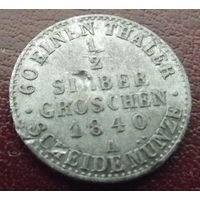 60 EINEN THALER
1/2
SILBER
GROSCHEN
1840
A
SCHEIDEMÜNZE